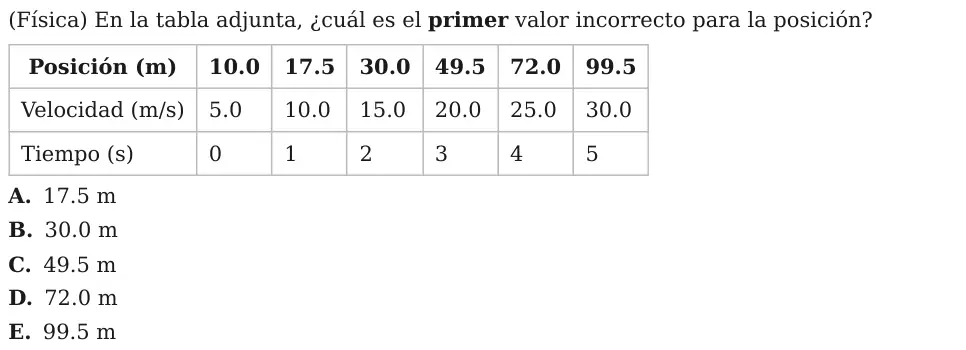 (Física) En la tabla adjunta, ¿cuál es el primer valor incorrecto para la posición?
Posición (m) 10.0 17.5 30.0 49.5 72.0 99.5
Velocidad (m/s) 5.0 10.0 15.0 20.0 25.0 30.0
Tiempo (s) 0 1 2 3 4 5
A. 17.5 m
B. 30.0 m
C. 49.5 m
D. 72.0 m
E. 99.5 m